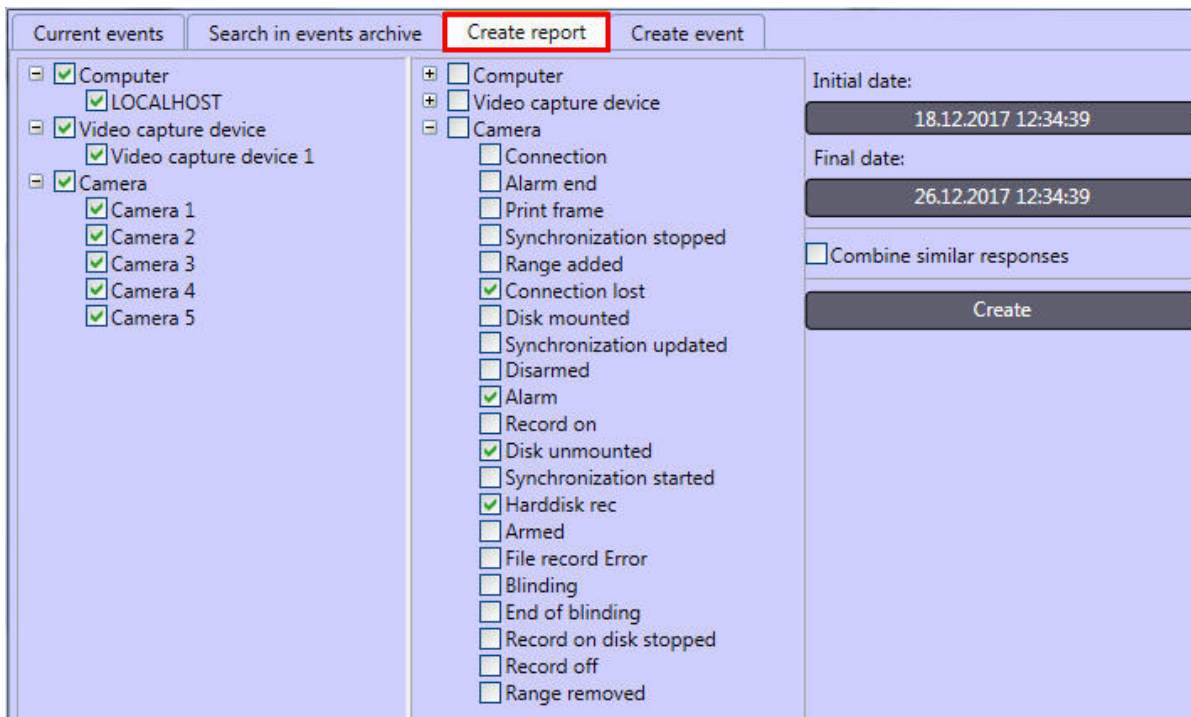 Current events
Search in events archive
Create report
Create event
Computer
LOCALHOST
Video capture device
Video capture device 1
Camera
Camera 1
Camera 2
Camera 3
Camera 4
Camera 5
Computer
Video capture device
Camera
Connection
Alarm end
Print frame
Synchronization stopped
Range added
Connection lost
Disk mounted
Synchronization updated
Disarmed
Alarm
Record on
Disk unmounted
Synchronization started
Harddisk rec
Armed
File record Error
Blinding
End of blinding
Record on disk stopped
Record off
Range removed
Initial date:
18.12.2017 12:34:39
Final date:
26.12.2017 12:34:39
Combine similar responses
Create